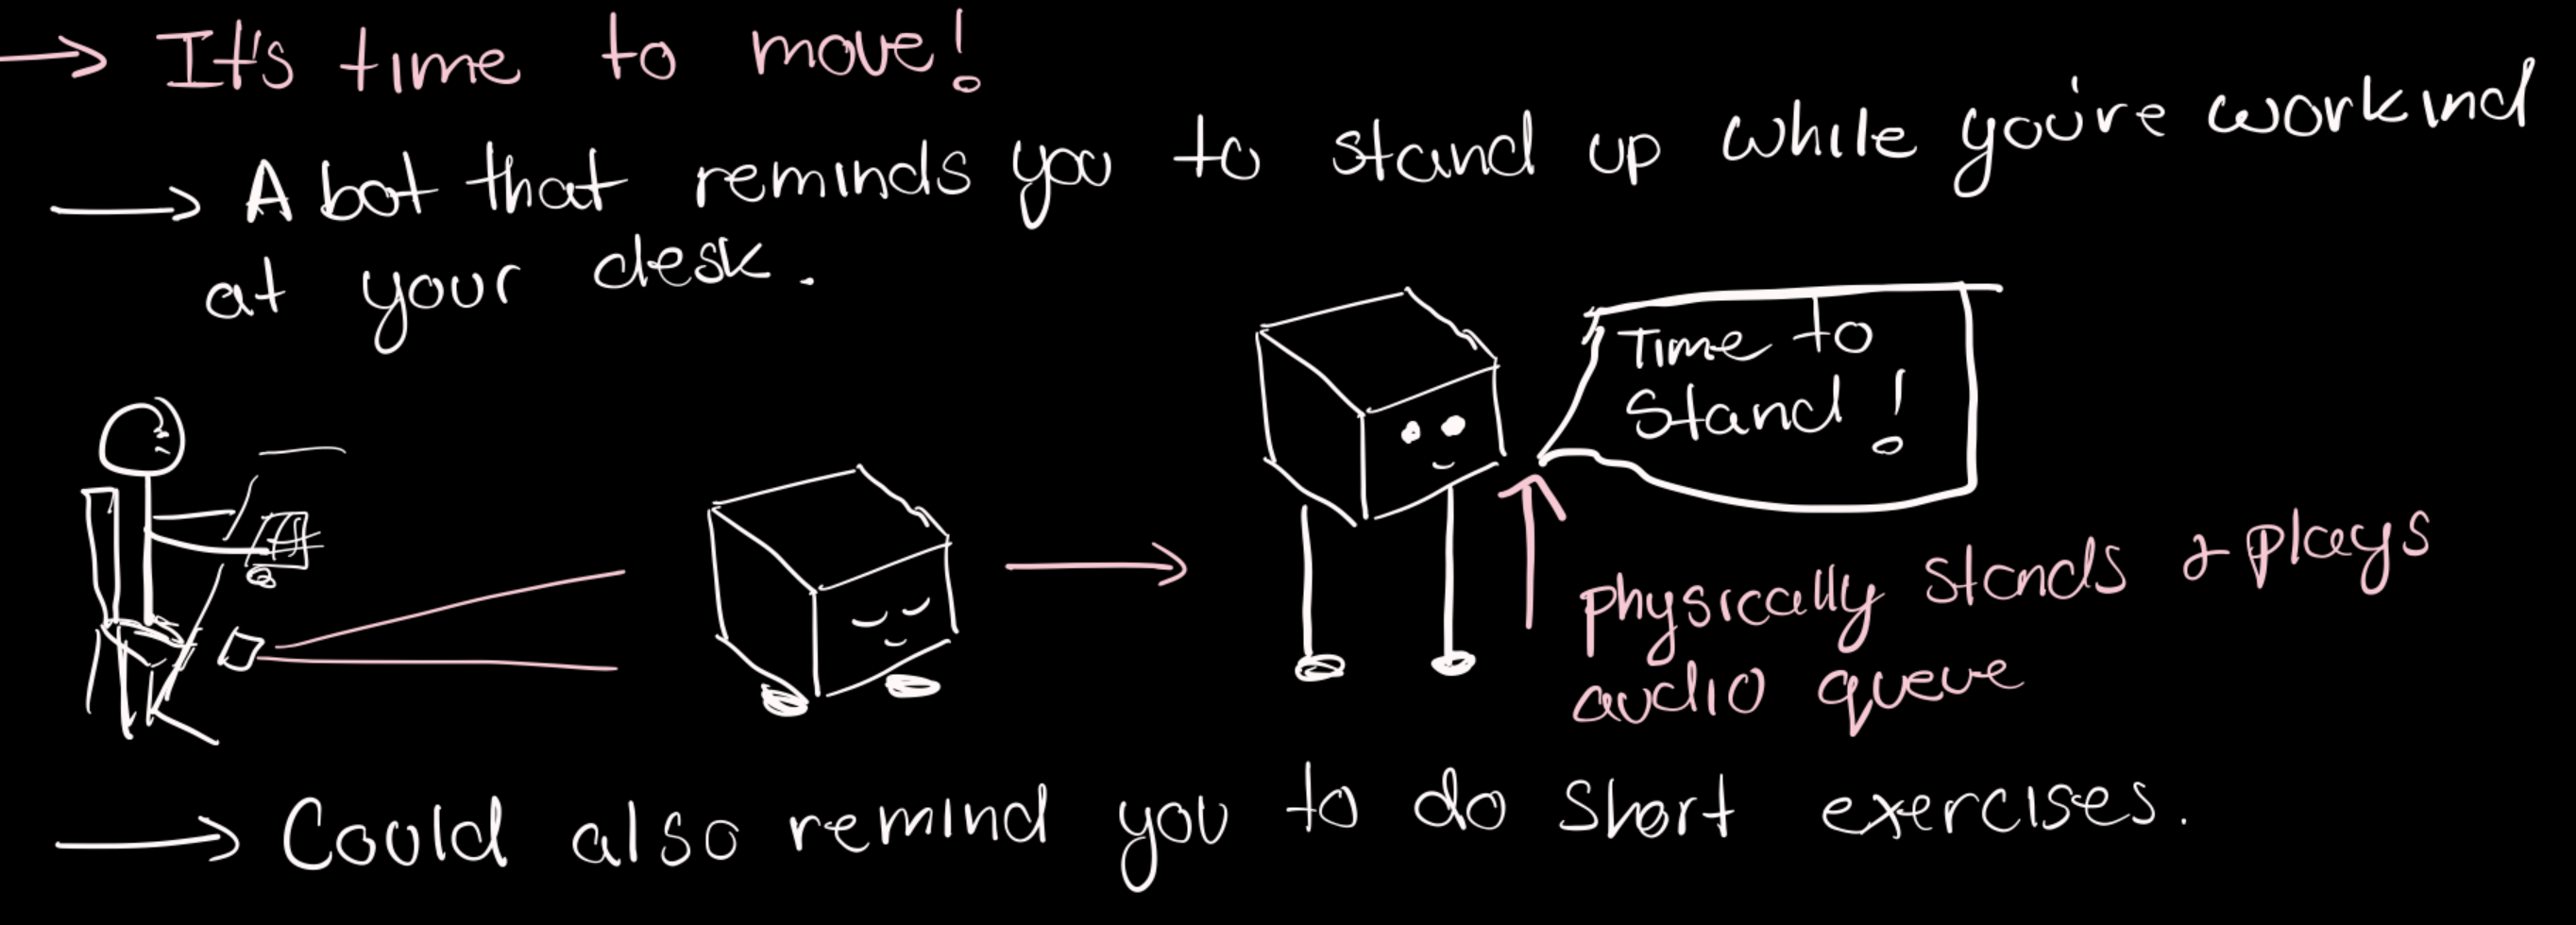 → It's time to move!
→ A bot that reminds you to stand up while you're workind
at your desk.
Time to
Stand!
physically stands & plays
audio queue
→ Could also remind you to do short exercises.